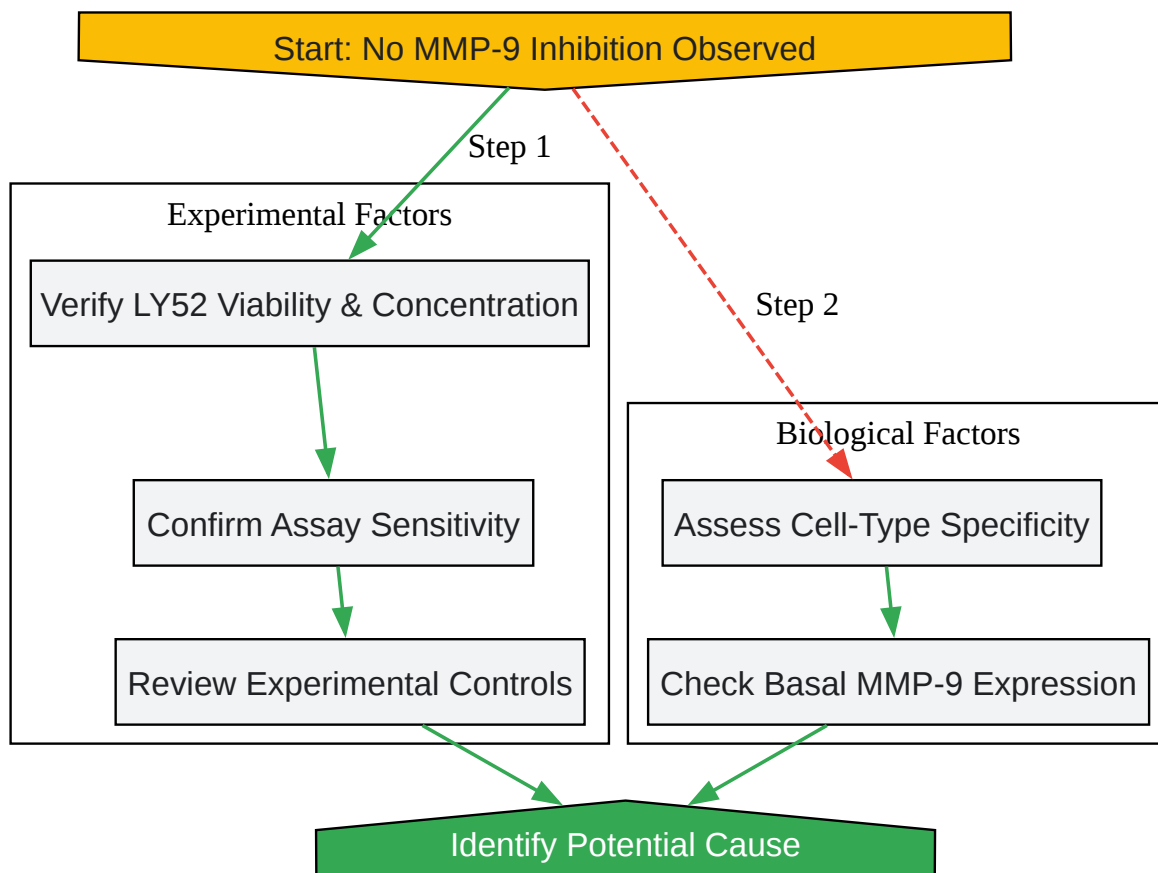 Start: No MMP-9 Inhibition Observed
Step 1
Experimental Factors
Verify LY52 Viability & Concentration
Confirm Assay Sensitivity
Review Experimental Controls
Step 2
Biological Factors
Assess Cell-Type Specificity
Check Basal MMP-9 Expression
Identify Potential Cause